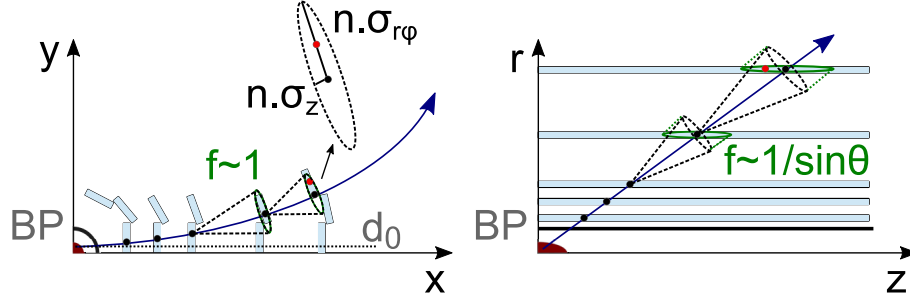 y
n.σrφ
n.σz
f~1
BP
d0
x
r
f~1/sinθ
BP
z